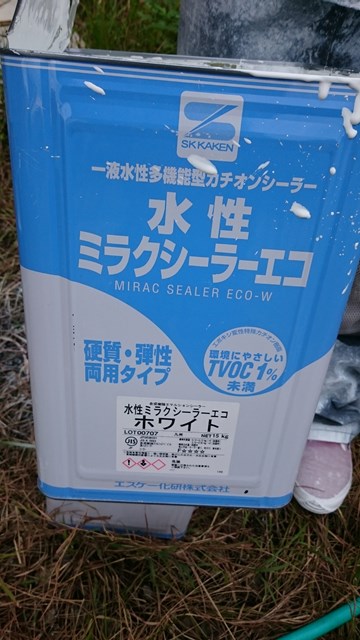 SK KAKEN
一液水性多機能型カチオンシーラー
水性
ミラクシーラーエコ
MIRAC SEALER ECO-W
硬質・弾性
両用タイプ
環境にやさしい
TVOC 1%
未満
水性ミラクシーラーエコ
ホワイト
LOT00707
NET15kg
エスケー化研株式会社